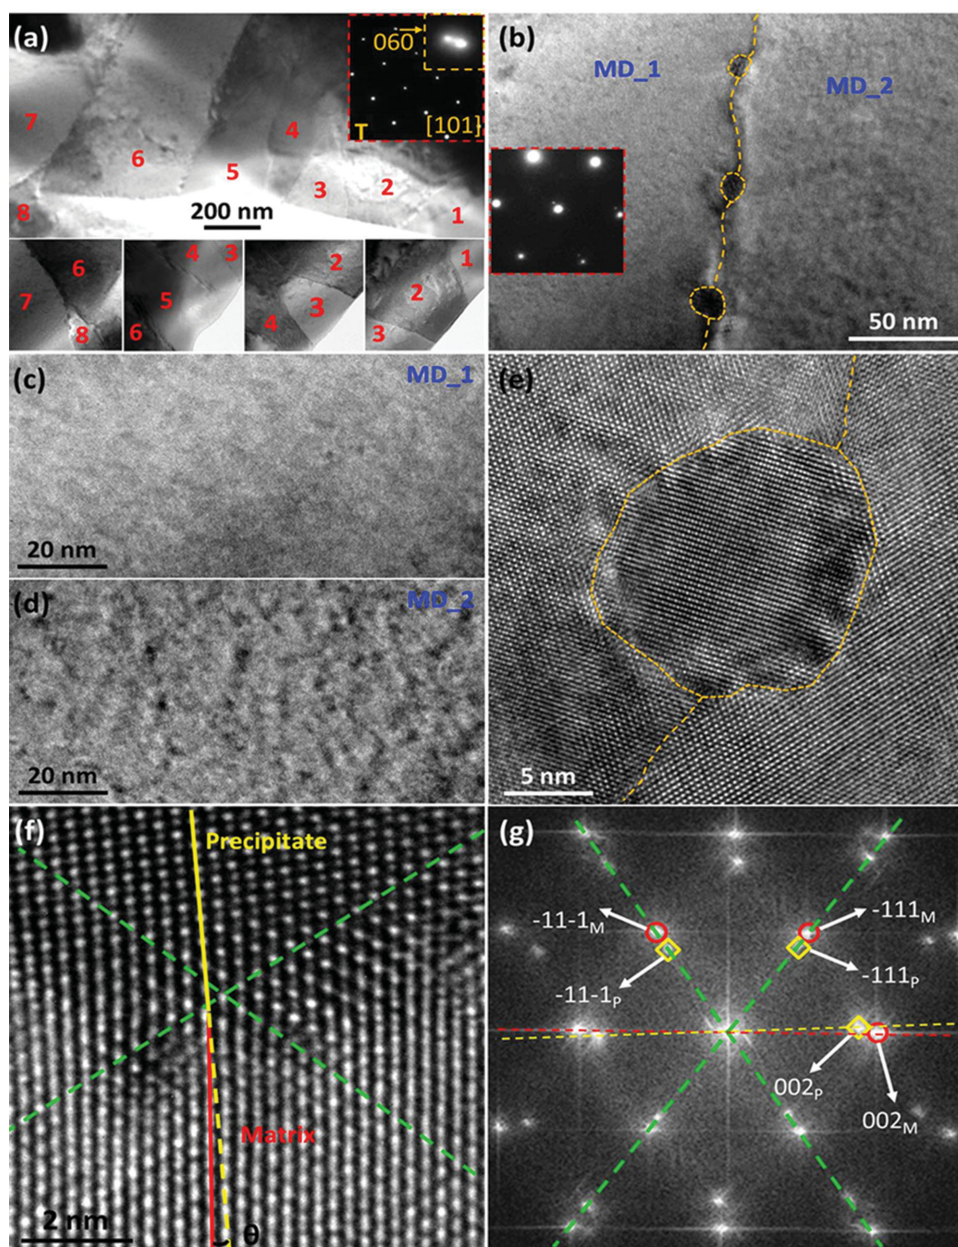 (a)
060
T
[101]
7
6
5
4
3
2
1
8
200 nm
7
6
8
4
3
5
6
2
3
4
1
2
3
(b)
MD_1
MD_2
50 nm
(c)
MD_1
20 nm
(d)
MD_2
20 nm
(e)
5 nm
(f)
Precipitate
Matrix
2 nm
θ
(g)
-11-1M
-111M
-11-1P
-111P
002P
002M